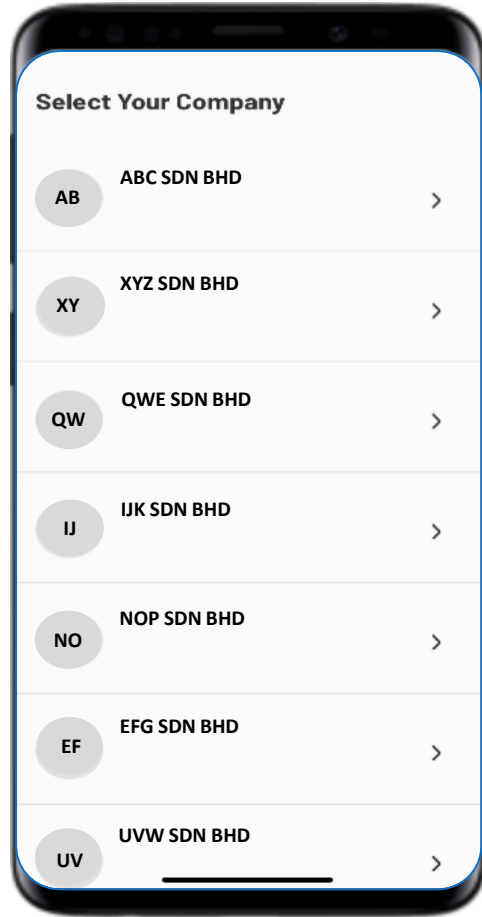 Select Your Company
AB
ABC SDN BHD
XY
XYZ SDN BHD
QW
QWE SDN BHD
IJ
IJK SDN BHD
NO
NOP SDN BHD
EF
EFG SDN BHD
UV
UVW SDN BHD